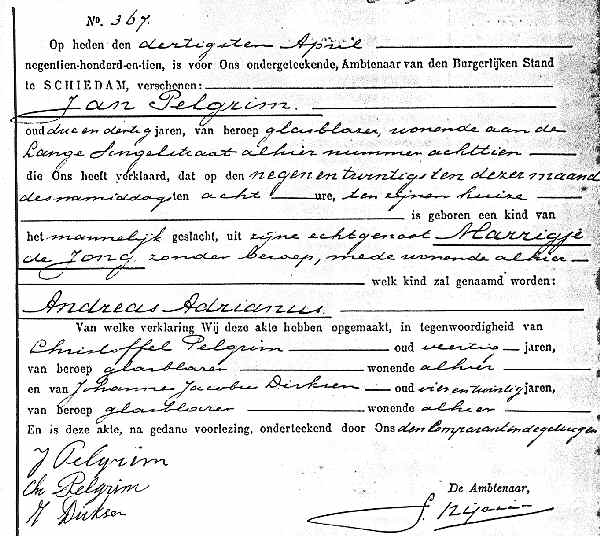 No. 367.
Op heden den dertigsten April
negentien-honderd-en-tien, is voor Ons ondergeteekende, Ambtenaar van den Burgerlijken Stand
te SCHIEDAM, verschenen:
Jan Pelgrim.
oud drie en dertig jaren, van beroep glasblazer, wonende aan de
Lange Singelstraat alhier nummer achttien
die Ons heeft verklaard, dat op den negen en twintigsten dezer maand
des namiddags ten acht ure, ten zijnen huize
is geboren een kind van
het mannelijk geslacht, uit zijne echtgenoot Marrigje
de Jong zonder beroep, mede wonende alhier
welk kind zal genaamd worden:
Andreas Adrianus.
Van welke verklaring Wij deze akte hebben opgemaakt, in tegenwoordigheid van
Christoffel Pelgrim oud veertig jaren,
van beroep glasblazer wonende alhier
en van Johannes Jacobus Dirksen oud vier en twintig jaren,
van beroep glasblazer wonende alhier
En is deze akte, na gedane voorlezing, onderteekend door Ons den Comparant en de getuigen
J Pelgrim
Chr Pelgrim
J Dirksen
De Ambtenaar,